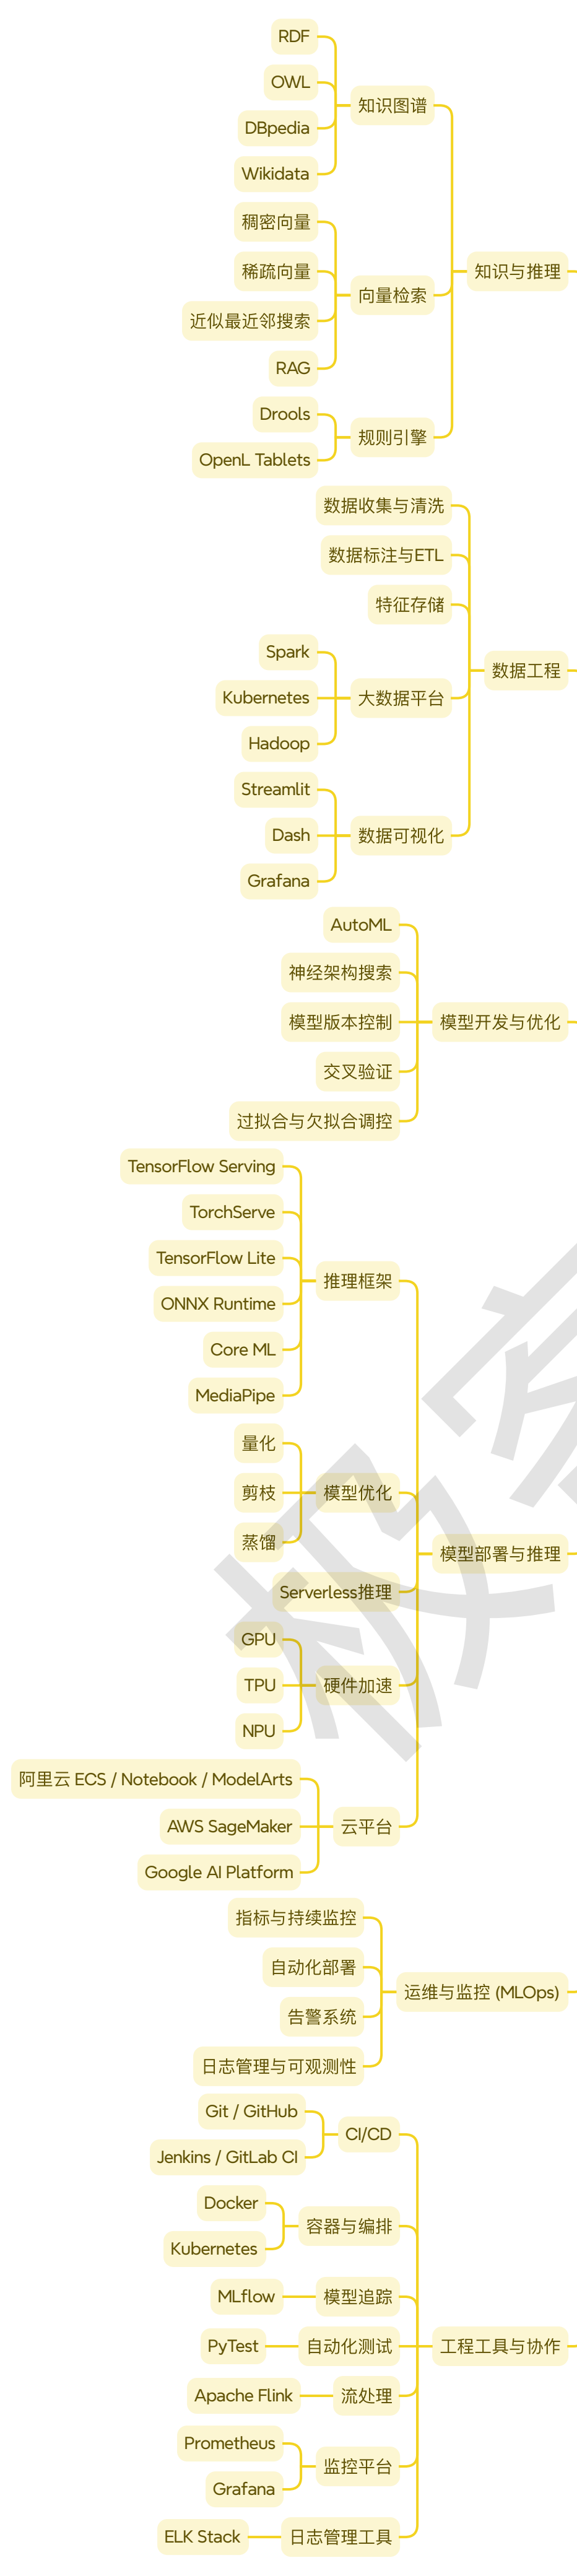 RDF
OWL
知识图谱
DBpedia
Wikidata
稠密向量
稀疏向量
知识与推理
向量检索
近似最近邻搜索
RAG
Drools
规则引擎
OpenL Tablets
数据收集与清洗
数据标注与ETL
特征存储
Spark
数据工程
Kubernetes
大数据平台
Hadoop
Streamlit
Dash
数据可视化
Grafana
AutoML
神经架构搜索
模型版本控制
模型开发与优化
交叉验证
过拟合与欠拟合调控
TensorFlow Serving
TorchServe
TensorFlow Lite
推理框架
ONNX Runtime
Core ML
MediaPipe
量化
剪枝
模型优化
蒸馏
模型部署与推理
Serverless推理
GPU
TPU
硬件加速
NPU
阿里云 ECS / Notebook / ModelArts
AWS SageMaker
云平台
Google AI Platform
指标与持续监控
自动化部署
运维与监控 (MLOps)
告警系统
日志管理与可观测性
Git / GitHub
CI/CD
Jenkins / GitLab CI
Docker
容器与编排
Kubernetes
MLflow
模型追踪
PyTest
自动化测试
工程工具与协作
Apache Flink
流处理
Prometheus
监控平台
Grafana
ELK Stack
日志管理工具
极